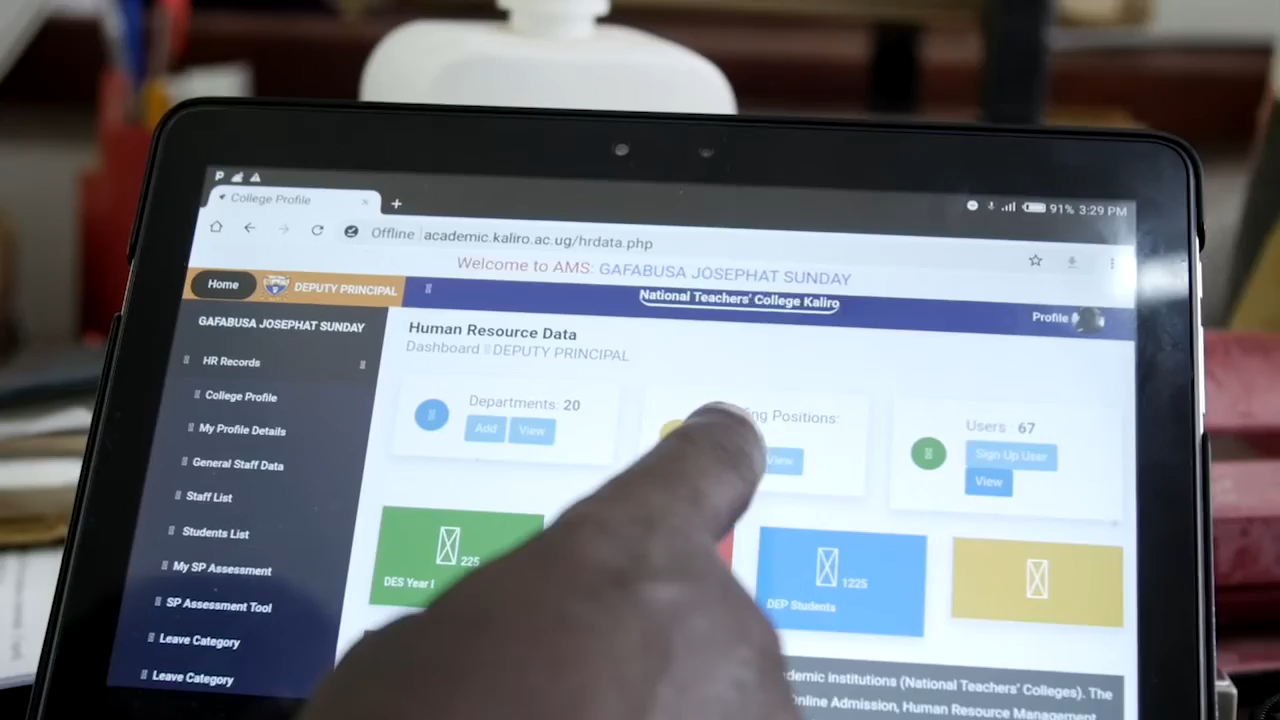 College Profile
91% 3:29 PM
Offline academic.kaliro.ac.ug/hrdata.php
Welcome to AMS: GAFABUSA JOSEPHAT SUNDAY
Home DEPUTY PRINCIPAL
National Teachers' College Kaliro
Profile
GAFABUSA JOSEPHAT SUNDAY
HR Records
College Profile
My Profile Details
General Staff Data
Staff List
Students List
My SP Assessment
SP Assessment Tool
Leave Category
Leave Category
Human Resource Data
Dashboard DEPUTY PRINCIPAL
Departments: 20
Add View
Positions:
View
Users : 67
Sign Up User
View
225
DES Year I
1225
DEP Students
institutions (National Teachers' Colleges). The
Online Admission, Human Resource Management